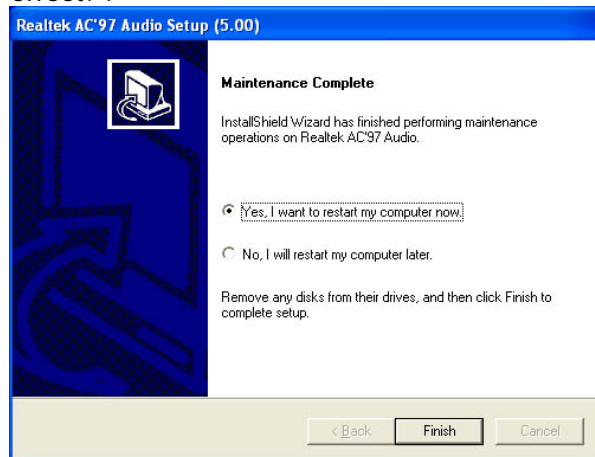 Realtek AC'97 Audio Setup (5.00)
Maintenance Complete
InstallShield Wizard has finished performing maintenance
operations on Realtek AC'97 Audio.
Yes, I want to restart my computer now.
No, I will restart my computer later.
Remove any disks from their drives, and then click Finish to
complete setup.
< Back Finish Cancel